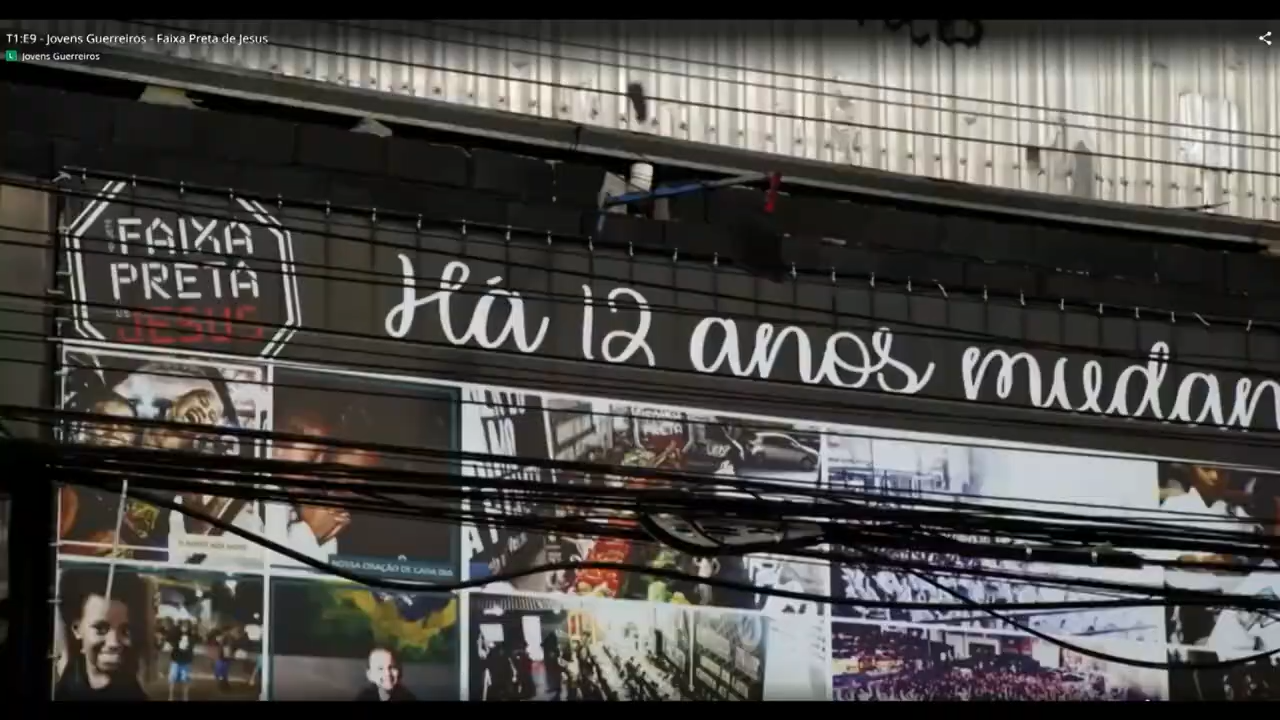 T1:E9 - Jovens Guerreiros - Faixa Preta de Jesus
L Jovens Guerreiros
FAIXA
PRETA
DE JESUS
Há 12 anos mudan
NOSSA ORAÇÃO DE CADA DIA